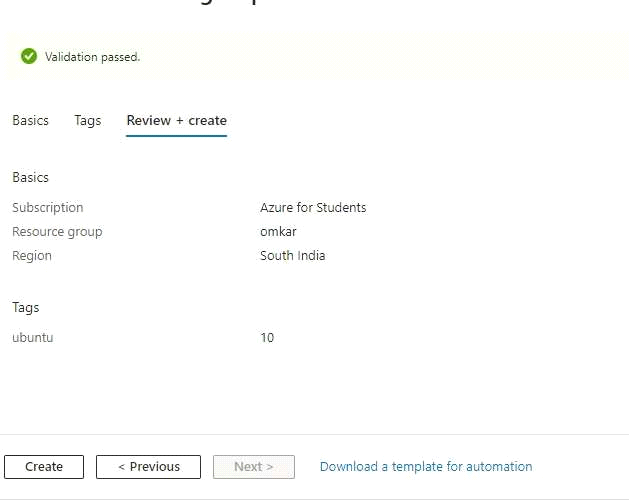 Validation passed.
Basics Tags Review + create
Basics
Subscription Azure for Students
Resource group omkar
Region South India
Tags
ubuntu 10
Create < Previous Next > Download a template for automation